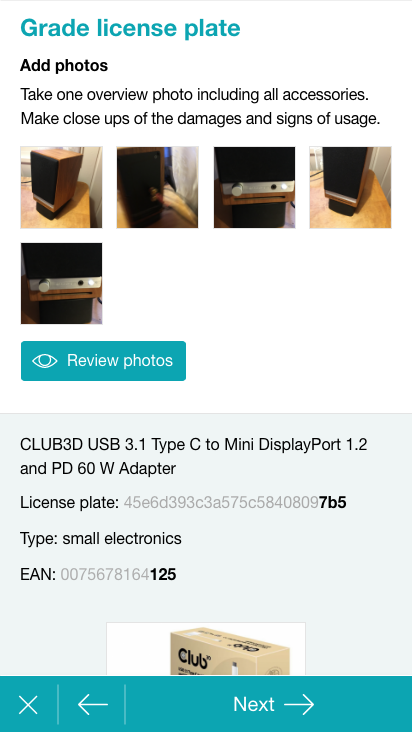 Grade license plate
Add photos
Take one overview photo including all accessories.
Make close ups of the damages and signs of usage.
Review photos
CLUB3D USB 3.1 Type C to Mini DisplayPort 1.2
and PD 60 W Adapter
License plate: 45e6d393c3a575c58408097b5
Type: small electronics
EAN: 0075678164125
Club 3D
Next